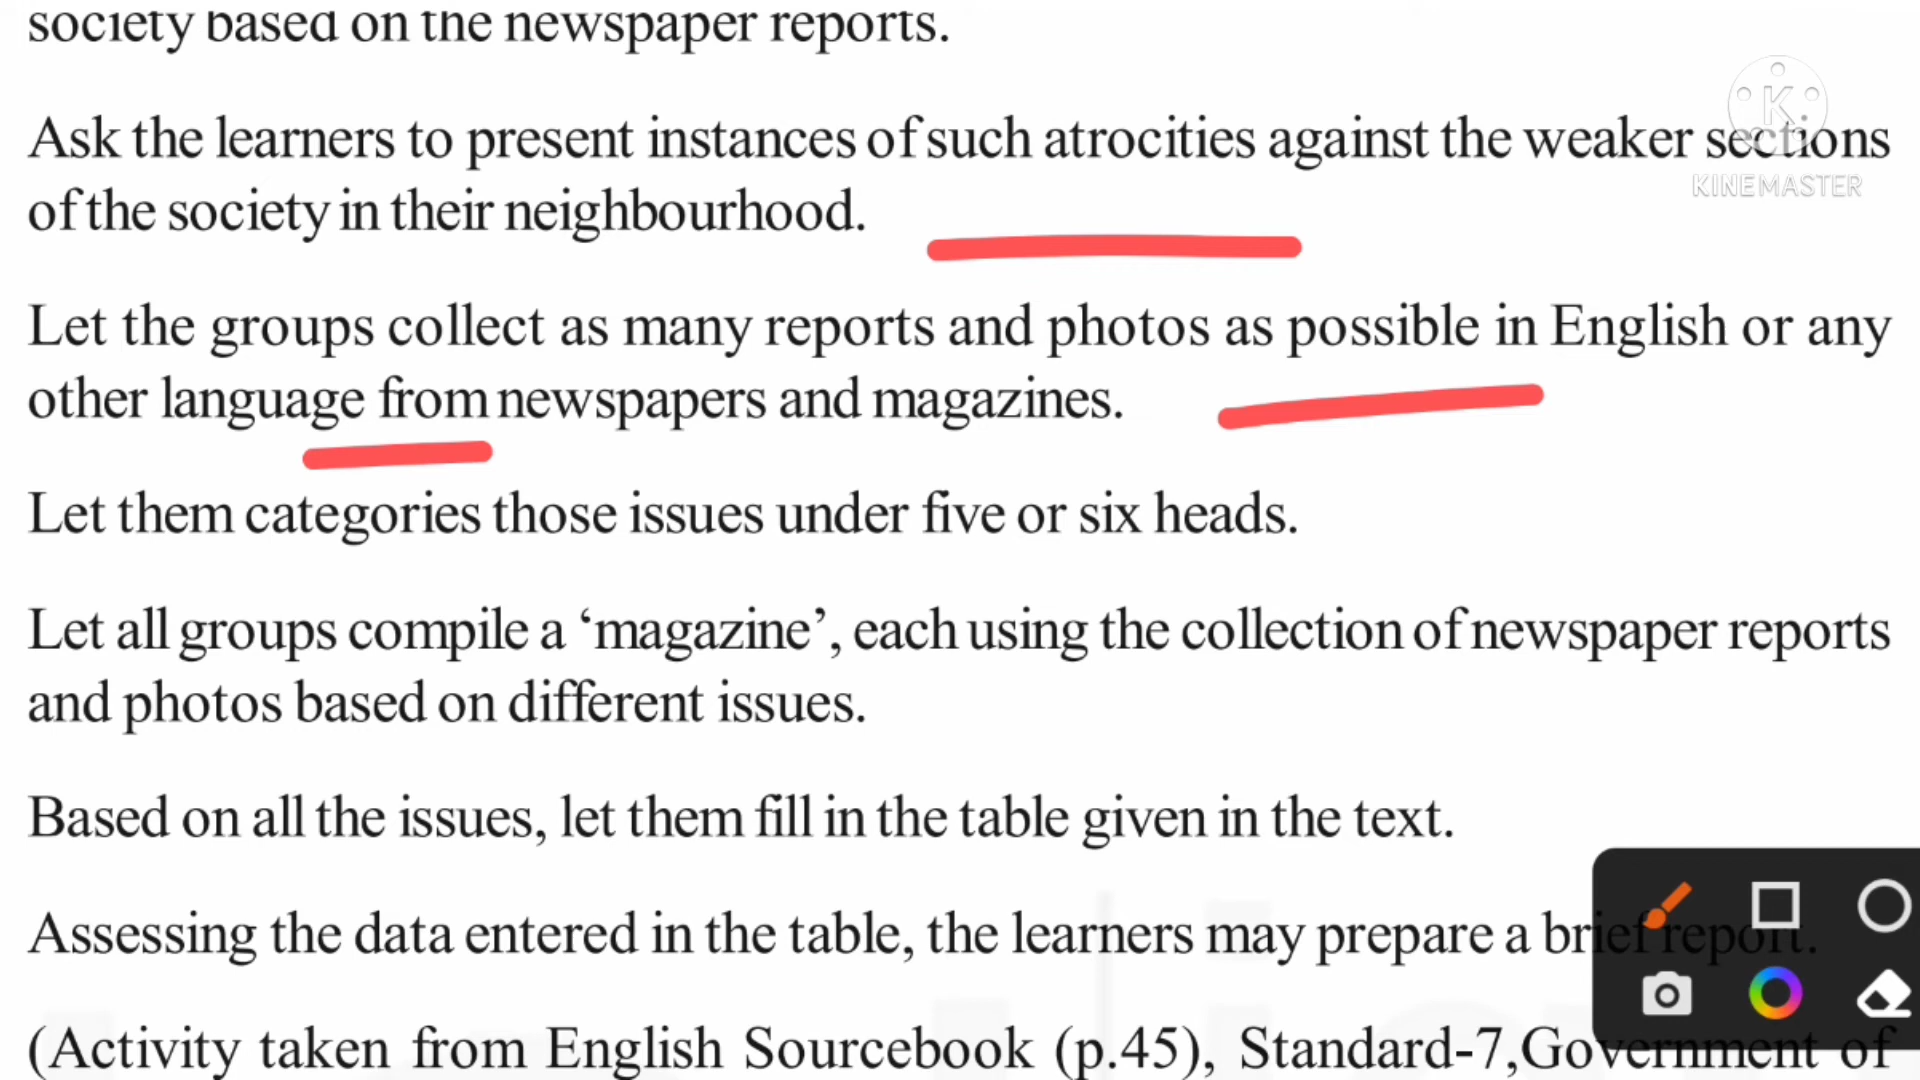 society based on the newspaper reports.
Ask the learners to present instances of such atrocities against the weaker sections
of the society in their neighbourhood.
Let the groups collect as many reports and photos as possible in English or any
other language from newspapers and magazines.
Let them categories those issues under five or six heads.
Let all groups compile a ‘magazine’, each using the collection of newspaper reports
and photos based on different issues.
Based on all the issues, let them fill in the table given in the text.
Assessing the data entered in the table, the learners may prepare a brief report.
(Activity taken from English Sourcebook (p.45), Standard-7,Government of
K
KINEMASTER